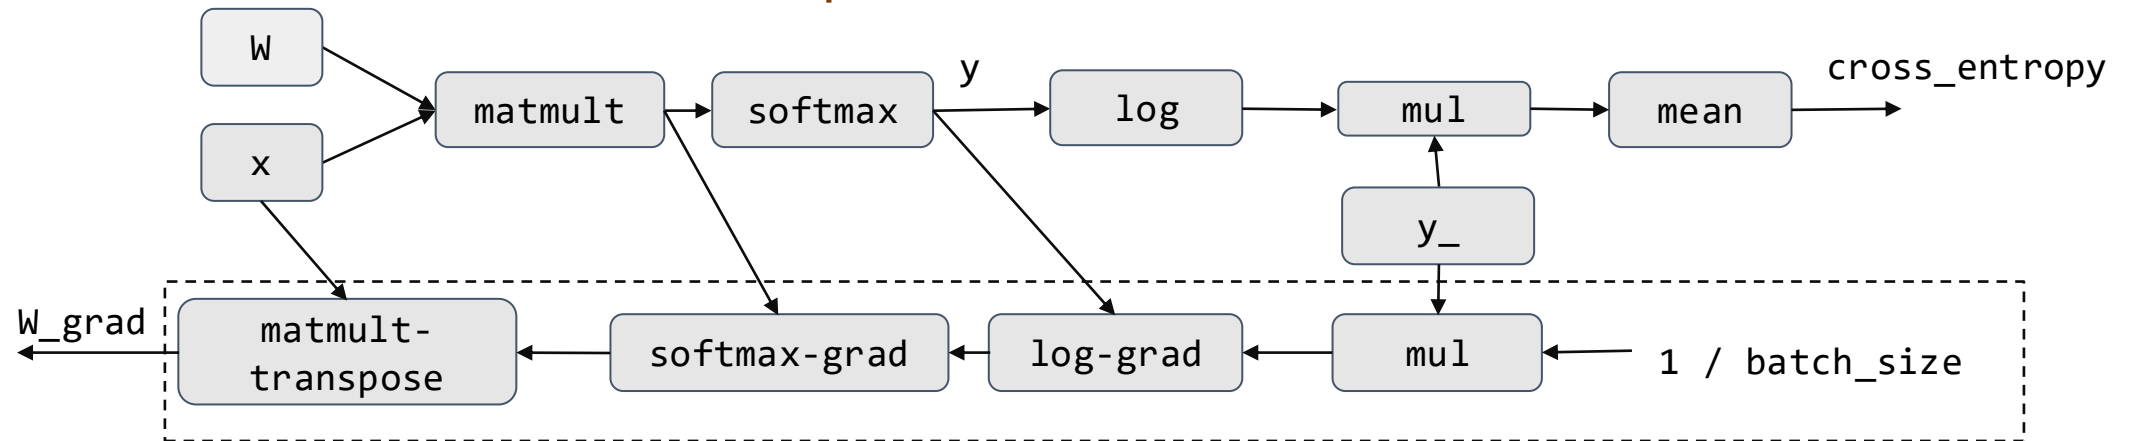 W
x
matmult
softmax
y
log
mul
mean
cross_entropy
y_
W_grad
matmult-
transpose
softmax-grad
log-grad
mul
1 / batch_size